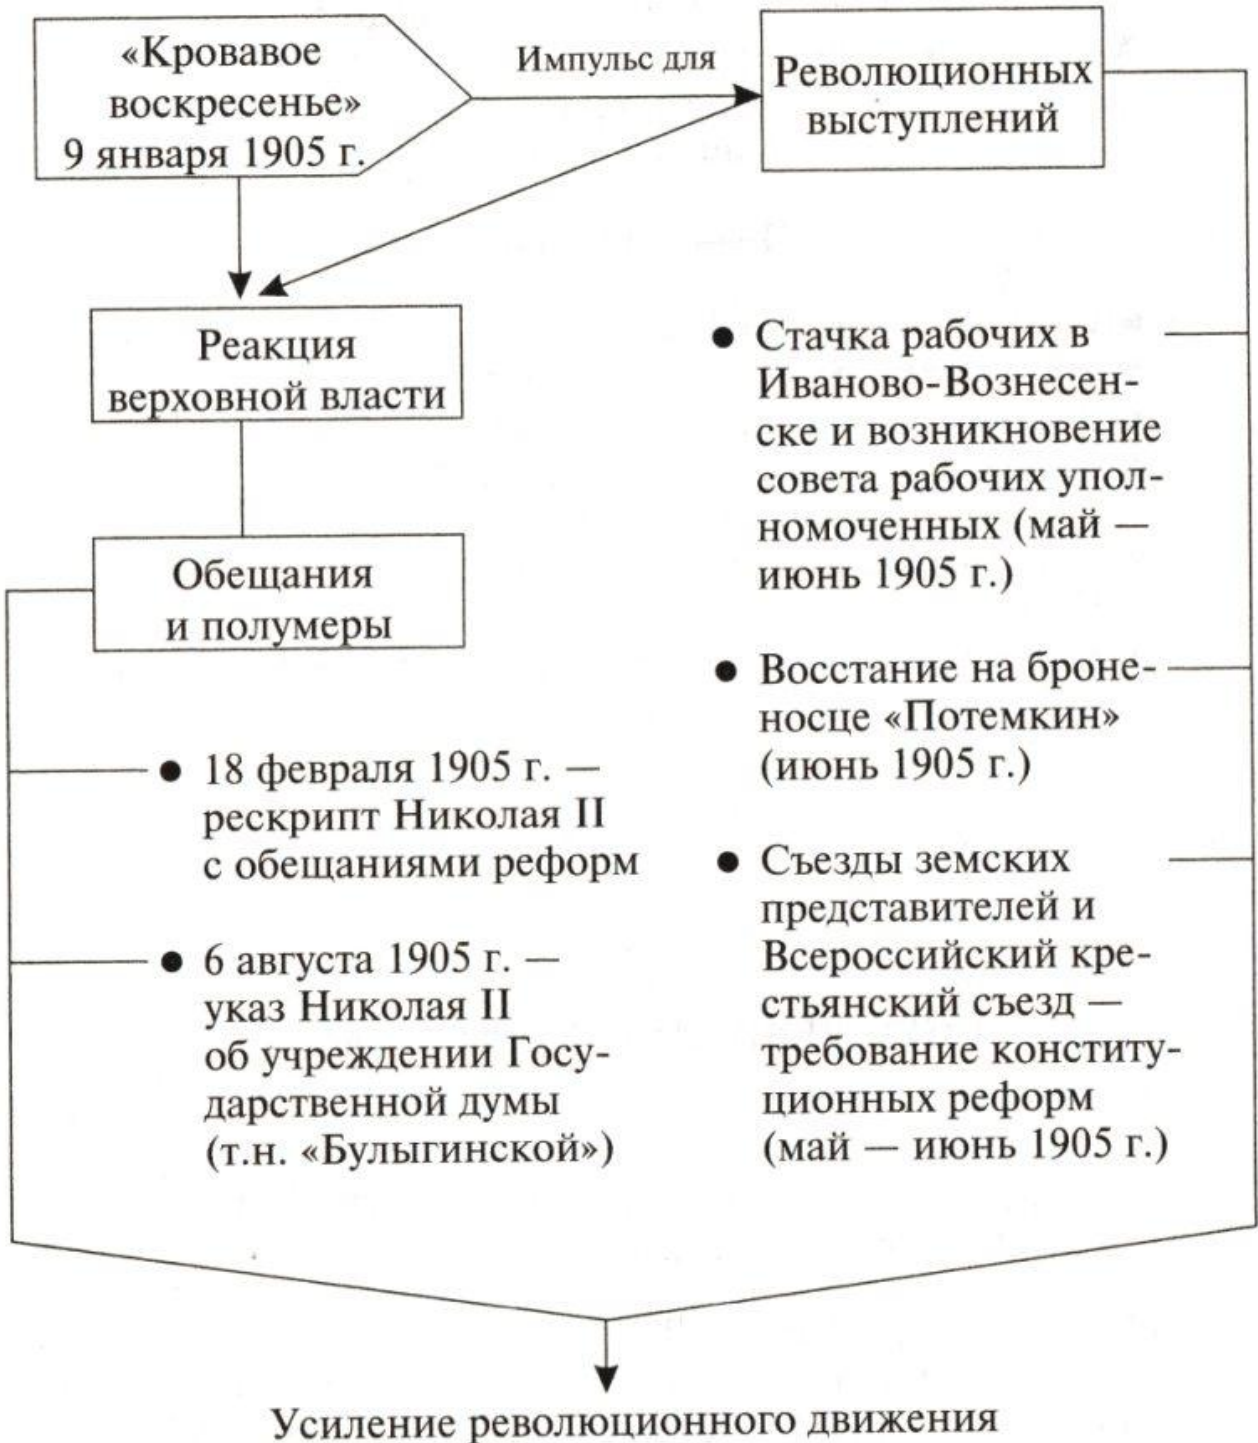 «Кровавое
воскресенье»
9 января 1905 г.
Импульс для
Революционных
выступлений
Реакция
верховной власти
Обещания
и полумеры
● 18 февраля 1905 г. —
рескрипт Николая II
с обещаниями реформ
● 6 августа 1905 г. —
указ Николая II
об учреждении Госу-
дарственной думы
(т.н. «Булыгинской»)
● Стачка рабочих в
Иваново-Вознесен-
ске и возникновение
совета рабочих упол-
номоченных (май —
июнь 1905 г.)
● Восстание на броне-
носце «Потемкин»
(июнь 1905 г.)
● Съезды земских
представителей и
Всероссийский кре-
стьянский съезд —
требование конститу-
ционных реформ
(май — июнь 1905 г.)
Усиление революционного движения